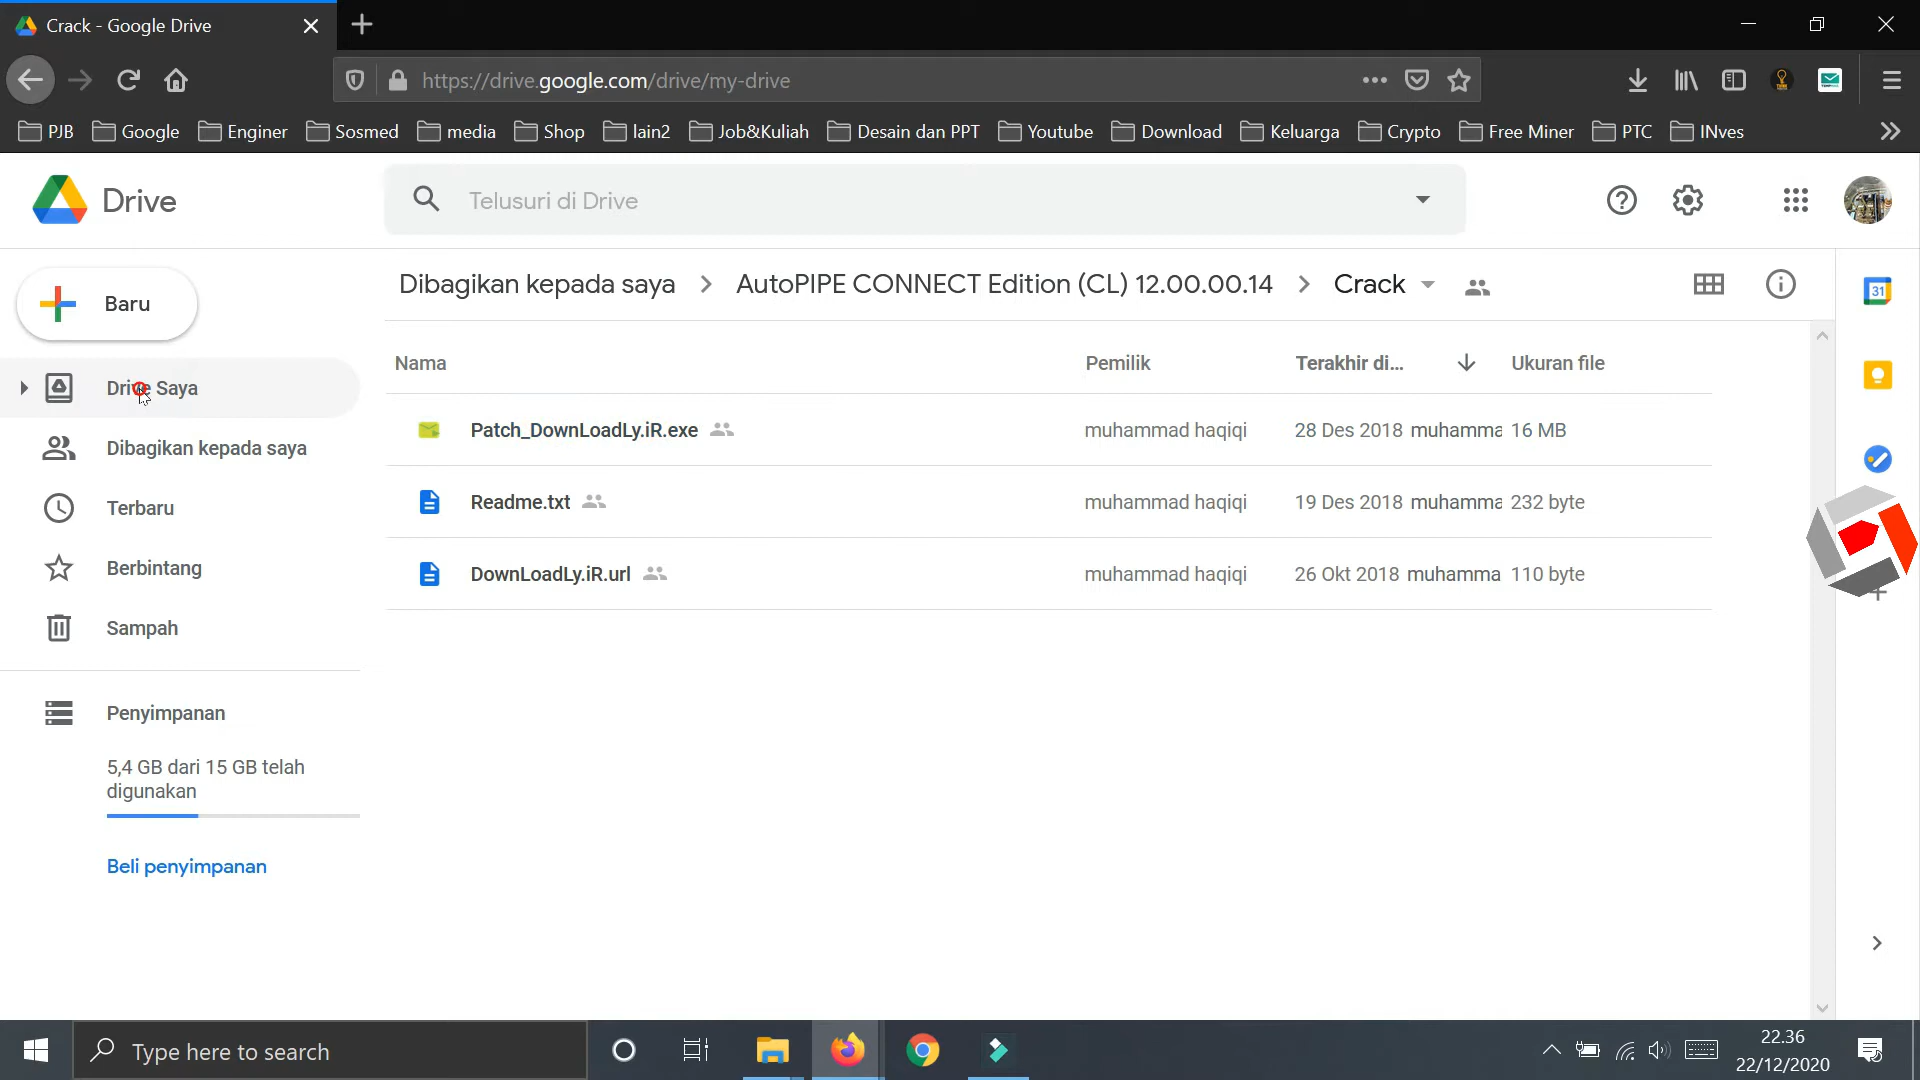 Crack - Google Drive
https://drive.google.com/drive/my-drive
PJB Google Enginer Sosmed media Shop lain2 Job&Kuliah Desain dan PPT Youtube Download Keluarga Crypto Free Miner PTC INves
Drive
Telusuri di Drive
Baru
Dibagikan kepada saya > AutoPIPE CONNECT Edition (CL) 12.00.00.14 > Crack
31
Nama Pemilik Terakhir di... Ukuran file
Drive Saya
Patch_DownLoadLy.iR.exe muhammad haqiqi 28 Des 2018 muhamma 16 MB
Dibagikan kepada saya
Readme.txt muhammad haqiqi 19 Des 2018 muhamma 232 byte
Terbaru
DownLoadLy.iR.url muhammad haqiqi 26 Okt 2018 muhamma 110 byte
Berbintang
Sampah
Penyimpanan
5,4 GB dari 15 GB telah
digunakan
Beli penyimpanan
Type here to search
22.36
22/12/2020